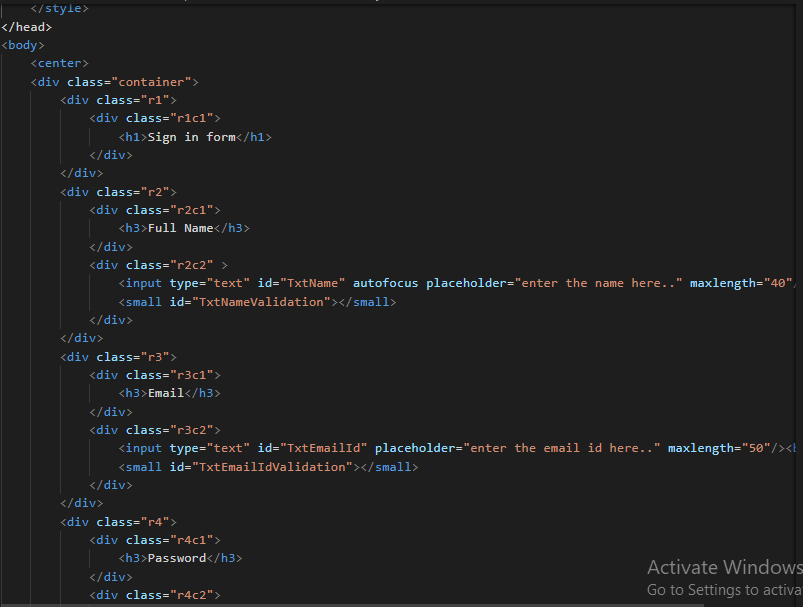 </style>
</head>
<body>
    <center>
    <div class="container">
        <div class="r1">
            <div class="r1c1">
                <h1>Sign in form</h1>
            </div>
        </div>
        <div class="r2">
            <div class="r2c1">
                <h3>Full Name</h3>
            </div>
            <div class="r2c2" >
                <input type="text" id="TxtName" autofocus placeholder="enter the name here.." maxlength="40"/
                <small id="TxtNameValidation"></small>
            </div>
        </div>
        <div class="r3">
            <div class="r3c1">
                <h3>Email</h3>
            </div>
            <div class="r3c2">
                <input type="text" id="TxtEmailId" placeholder="enter the email id here.." maxlength="50"/><b
                <small id="TxtEmailIdValidation"></small>
            </div>
        </div>
        <div class="r4">
            <div class="r4c1">
                <h3>Password</h3>
            </div>
            <div class="r4c2">
Activate Windows
Go to Settings to activa